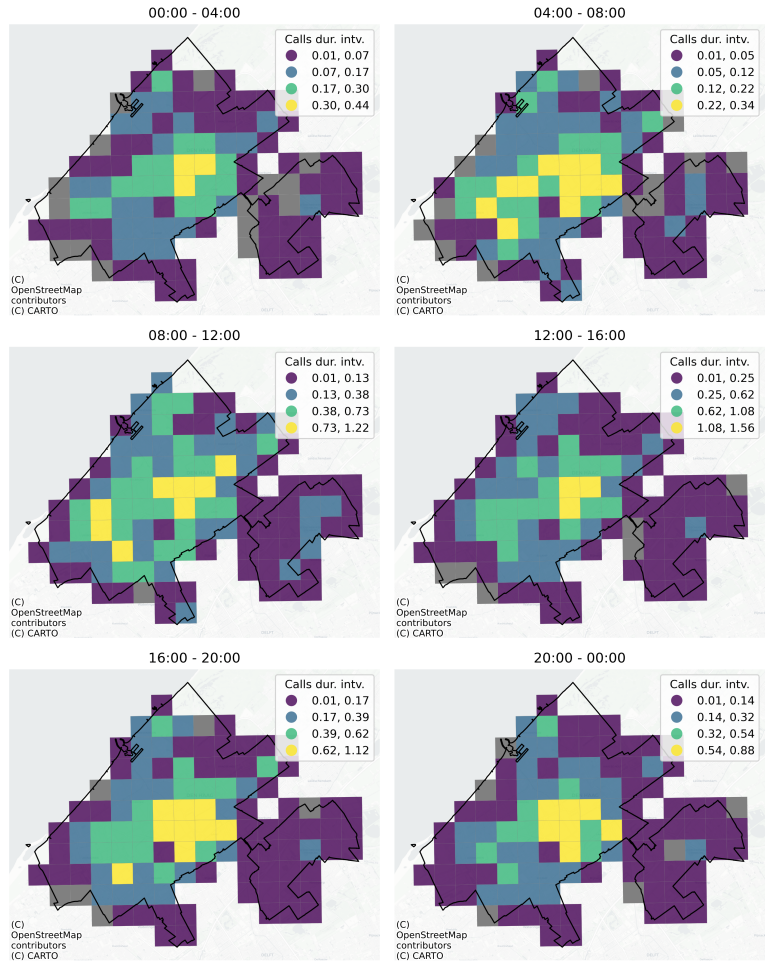 00:00 - 04:00
Calls dur. intv.
0.01, 0.07
0.07, 0.17
0.17, 0.30
0.30, 0.44
(C)
OpenStreetMap
contributors
(C) CARTO
04:00 - 08:00
Calls dur. intv.
0.01, 0.05
0.05, 0.12
0.12, 0.22
0.22, 0.34
(C)
OpenStreetMap
contributors
(C) CARTO
08:00 - 12:00
Calls dur. intv.
0.01, 0.13
0.13, 0.38
0.38, 0.73
0.73, 1.22
(C)
OpenStreetMap
contributors
(C) CARTO
12:00 - 16:00
Calls dur. intv.
0.01, 0.25
0.25, 0.62
0.62, 1.08
1.08, 1.56
(C)
OpenStreetMap
contributors
(C) CARTO
16:00 - 20:00
Calls dur. intv.
0.01, 0.17
0.17, 0.39
0.39, 0.62
0.62, 1.12
(C)
OpenStreetMap
contributors
(C) CARTO
20:00 - 00:00
Calls dur. intv.
0.01, 0.14
0.14, 0.32
0.32, 0.54
0.54, 0.88
(C)
OpenStreetMap
contributors
(C) CARTO